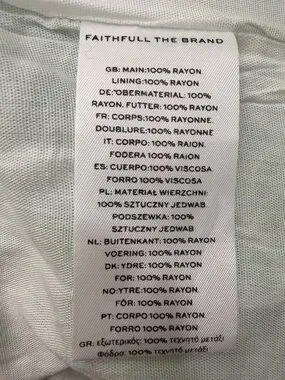 FAITHFULL THE BRAND
GB: MAIN:100% RAYON
LINING:100% RAYON
DE:OBERMATERIAL: 100%
RAYON. FUTTER: 100% RAYON
FR: CORPS:100% RAYONNE.
DOUBLURE:100% RAYONNE
IT: CORPO: 100% RAION.
FODERA 100% RAION
ES: CUERPO:100% VISCOSA
FORRO 100% VISCOSA
PL: MATERIAŁ WIERZCHNI:
100% SZTUCZNY JEDWAB.
PODSZEWKA: 100%
SZTUCZNY JEDWAB
NL: BUITENKANT: 100% RAYON
VOERING: 100% RAYON
DK: YDRE: 100% RAYON
FOR: 100% RAYON
NO:YTRE:100% RAYON.
FÔR: 100% RAYON
PT: CORPO 100% RAYON
FORRO 100% RAYON
GR: εξωτερικός: 100% τεχνητό μετάξι
Φόδρα: 100% τεχνητό μετάξι